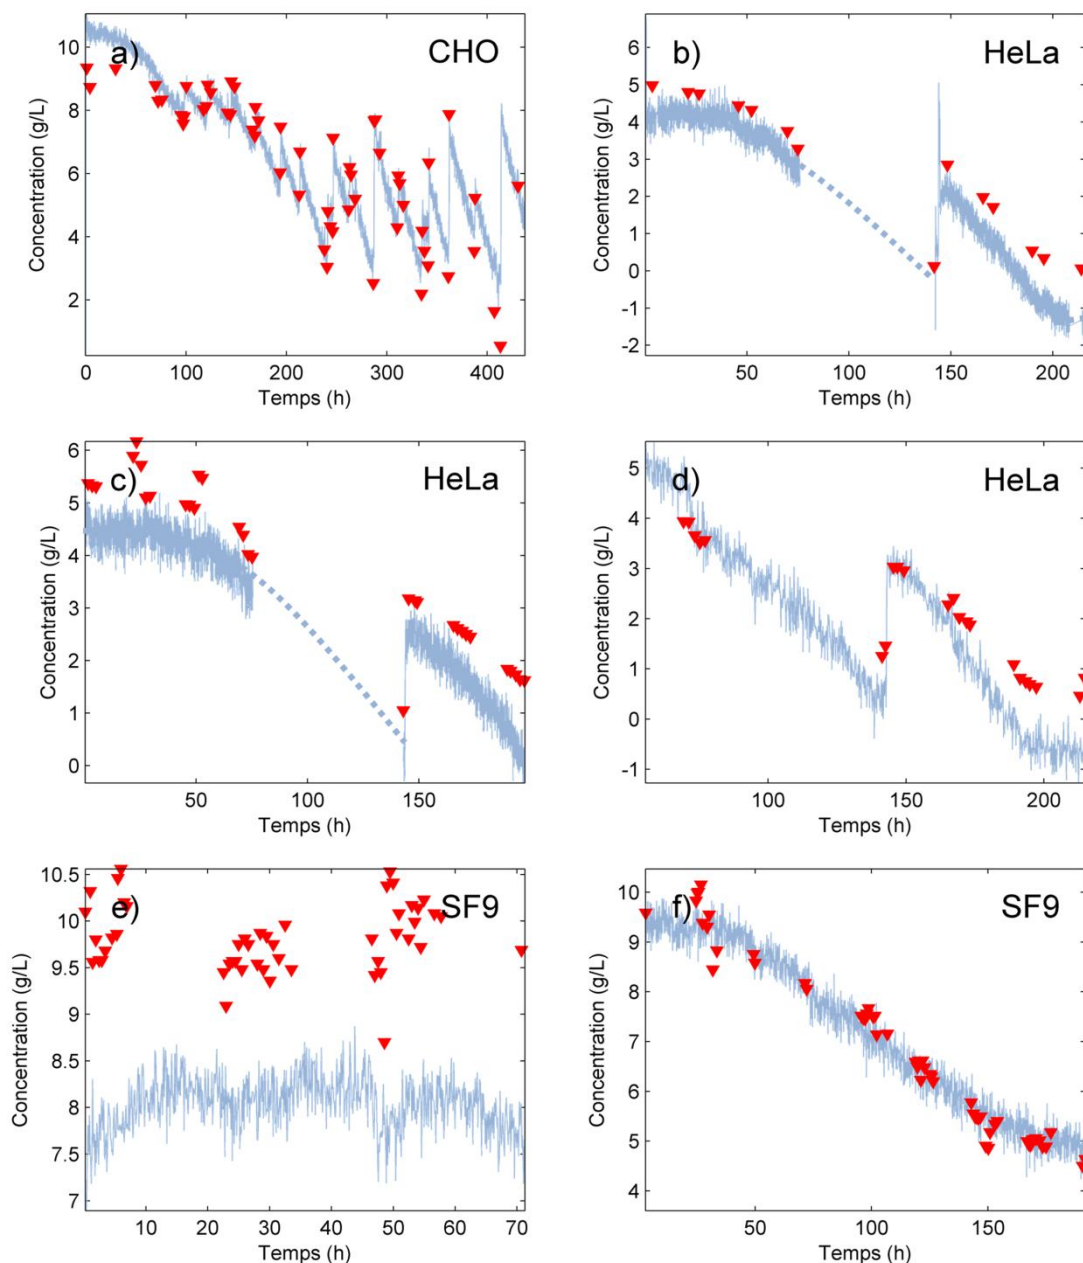 a) CHO
Concentration (g/L)
10
8
6
4
2
0 100 200 300 400
Temps (h)
b) HeLa
Concentration (g/L)
6
5
4
3
2
1
0
-1
-2
50 100 150 200
Temps (h)
c) HeLa
Concentration (g/L)
6
5
4
3
2
1
0
50 100 150
Temps (h)
d) HeLa
Concentration (g/L)
5
4
3
2
1
0
-1
100 150 200
Temps (h)
e) SF9
Concentration (g/L)
10.5
10
9.5
9
8.5
8
7.5
7
10 20 30 40 50 60 70
Temps (h)
f) SF9
Concentration (g/L)
10
9
8
7
6
5
4
50 100 150
Temps (h)